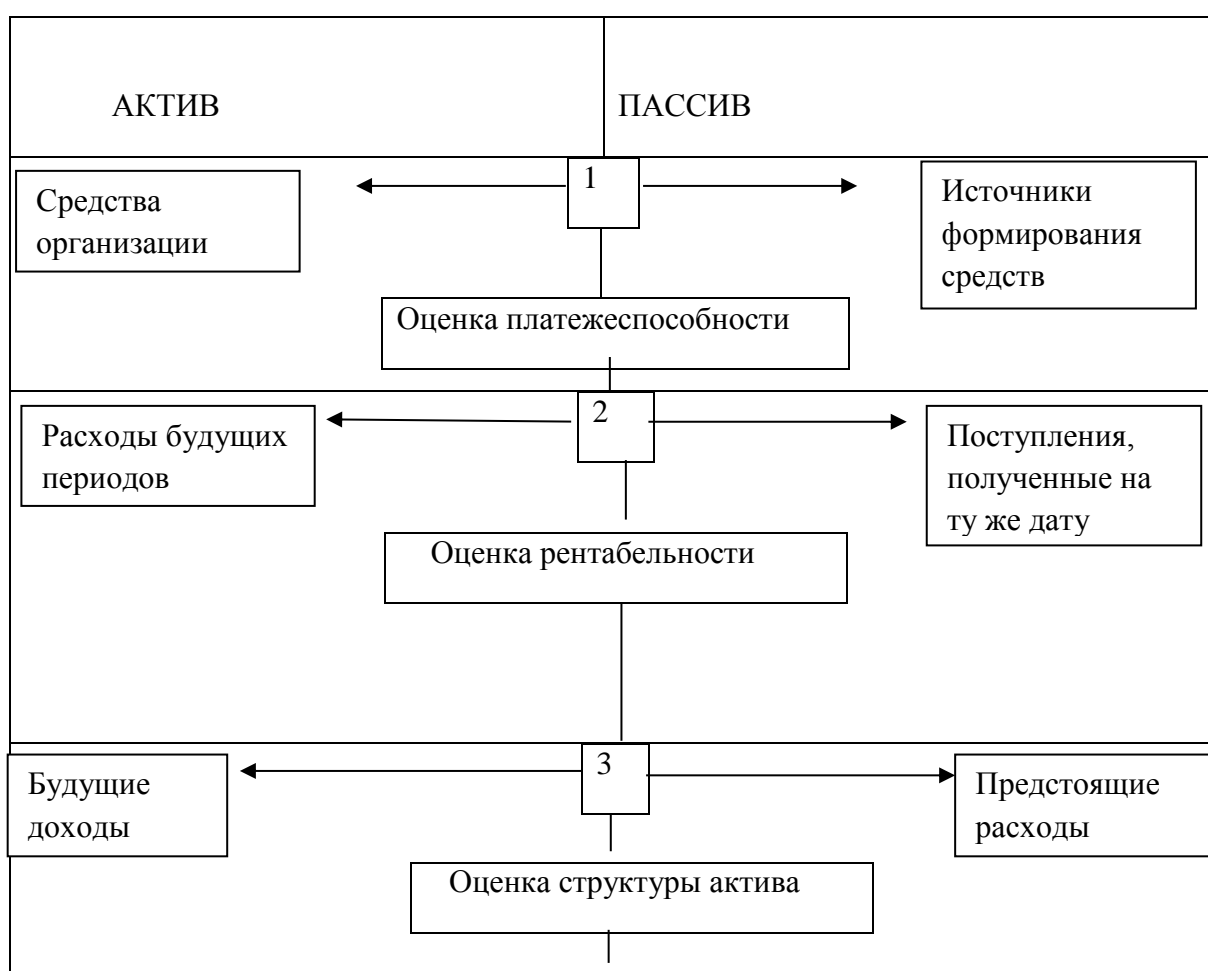 АКТИВ
ПАССИВ
1
Средства
организации
Источники
формирования
средств
Оценка платежеспособности
2
Расходы будущих
периодов
Поступления,
полученные на
ту же дату
Оценка рентабельности
3
Будущие
доходы
Предстоящие
расходы
Оценка структуры актива